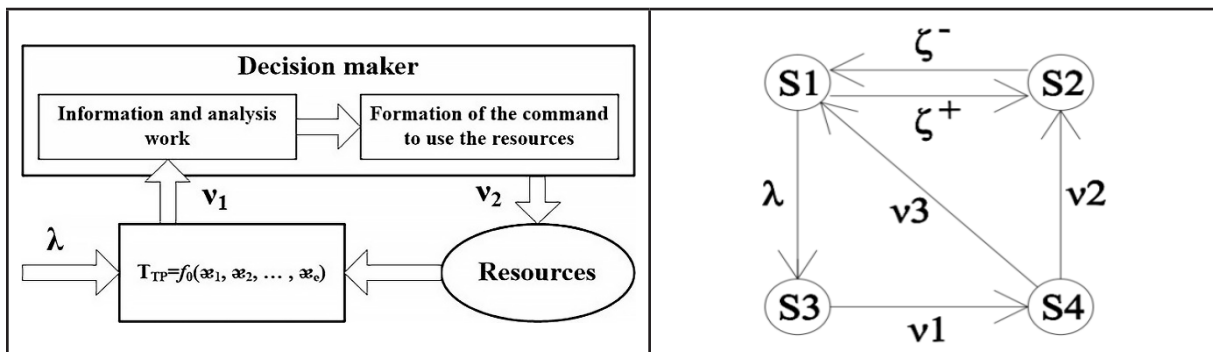 Decision maker
Information and analysis
work
Formation of the command
to use the resources
ν₁
ν₂
λ
T_TP=f₀(æ₁, æ₂, … , æₑ)
Resources
S1
ζ⁻
S2
ζ⁺
λ
ν3
ν2
S3
ν1
S4